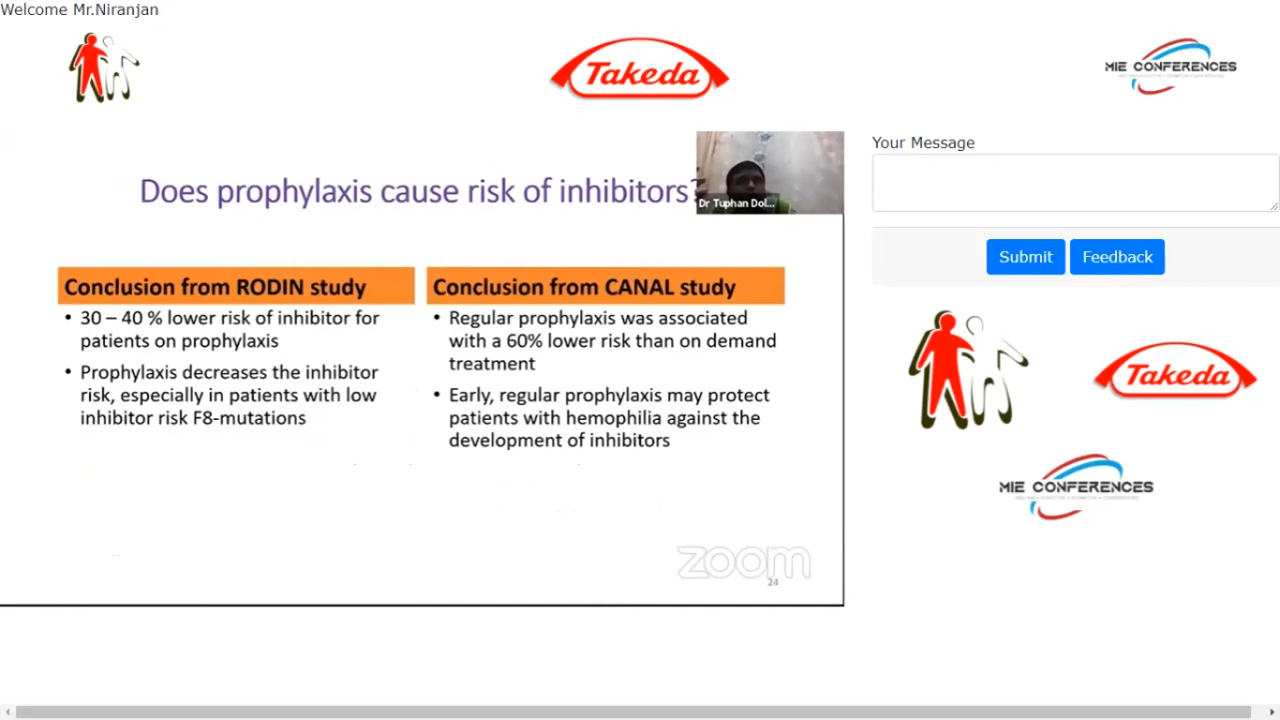 Welcome Mr.Niranjan
Takeda
MIE CONFERENCES
Your Message
Does prophylaxis cause risk of inhibitors?
Dr Tuphan Dol...
Submit
Feedback
Conclusion from RODIN study
• 30 – 40 % lower risk of inhibitor for
patients on prophylaxis
• Prophylaxis decreases the inhibitor
risk, especially in patients with low
inhibitor risk F8-mutations
Conclusion from CANAL study
• Regular prophylaxis was associated
with a 60% lower risk than on demand
treatment
• Early, regular prophylaxis may protect
patients with hemophilia against the
development of inhibitors
Takeda
MIE CONFERENCES
zoom
24